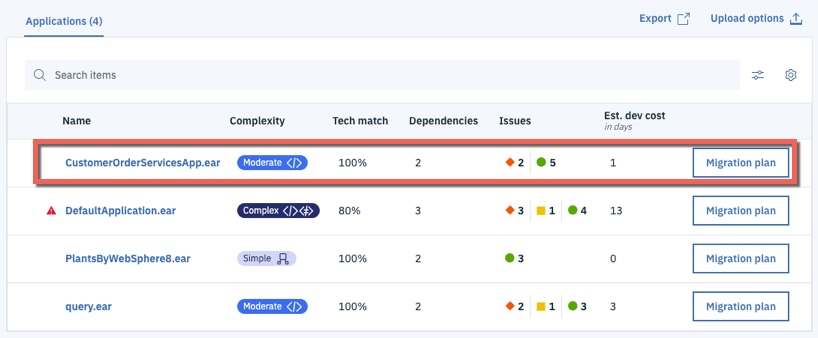 Applications (4)
Export
Upload options
Search items
Name Complexity Tech match Dependencies Issues Est. dev cost
in days
CustomerOrderServicesApp.ear Moderate </> 100% 2 2 5 1 Migration plan
DefaultApplication.ear Complex </> 80% 3 3 1 4 13 Migration plan
PlantsByWebSphere8.ear Simple 100% 2 3 0 Migration plan
query.ear Moderate </> 100% 2 2 1 3 3 Migration plan